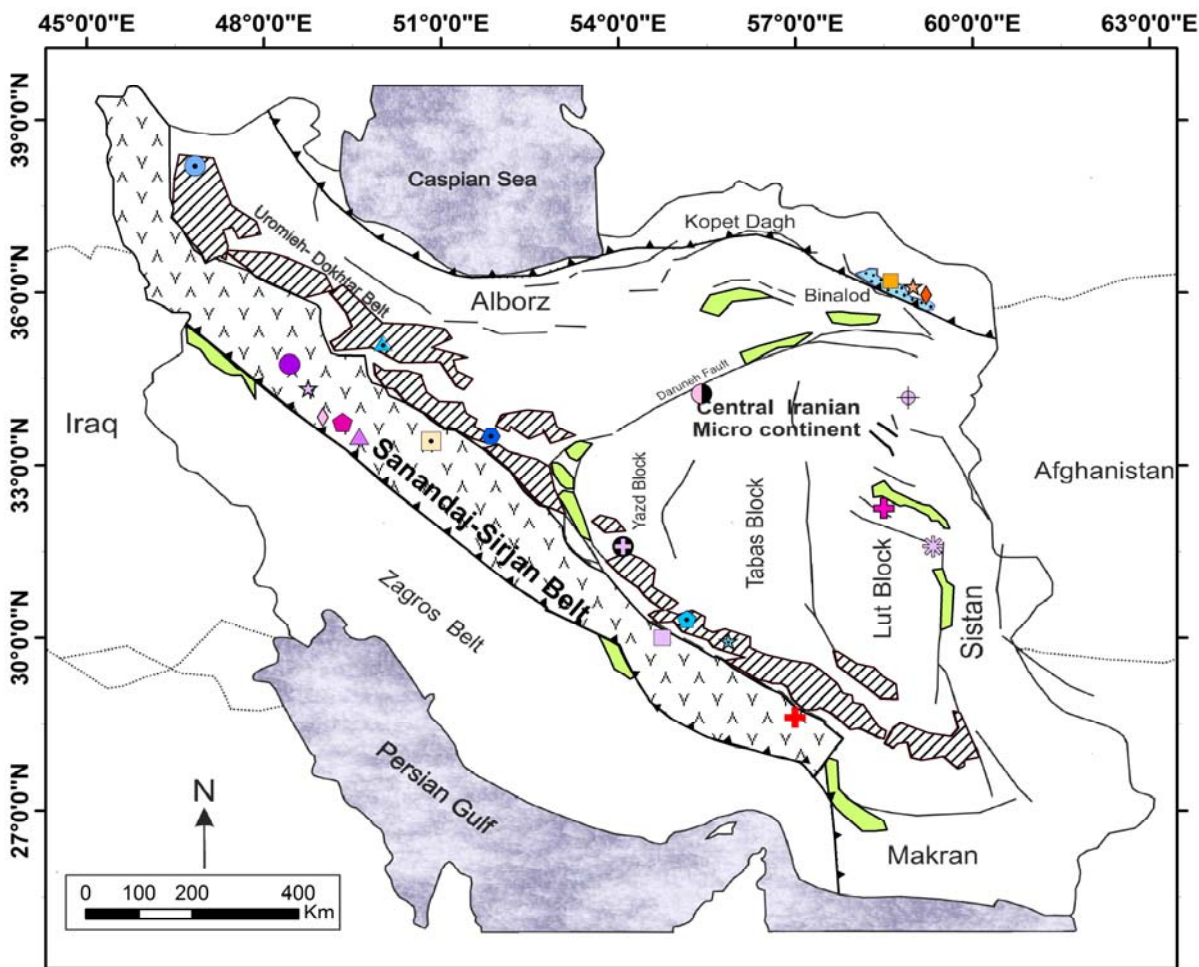 45°0'0"E 48°0'0"E 51°0'0"E 54°0'0"E 57°0'0"E 60°0'0"E 63°0'0"E
39°0'0"N
36°0'0"N
33°0'0"N
30°0'0"N
27°0'0"N
Caspian Sea
Kopet Dagh
Uromieh- Dokhtar Belt
Alborz
Binalod
Daruneh Fault
Central Iranian
Micro continent
Iraq
Afghanistan
Sanandaj-Sirjan Belt
Yazd Block
Tabas Block
Lut Block
Sistan
Zagros Belt
Persian Gulf
Makran
N
0 100 200 400
Km